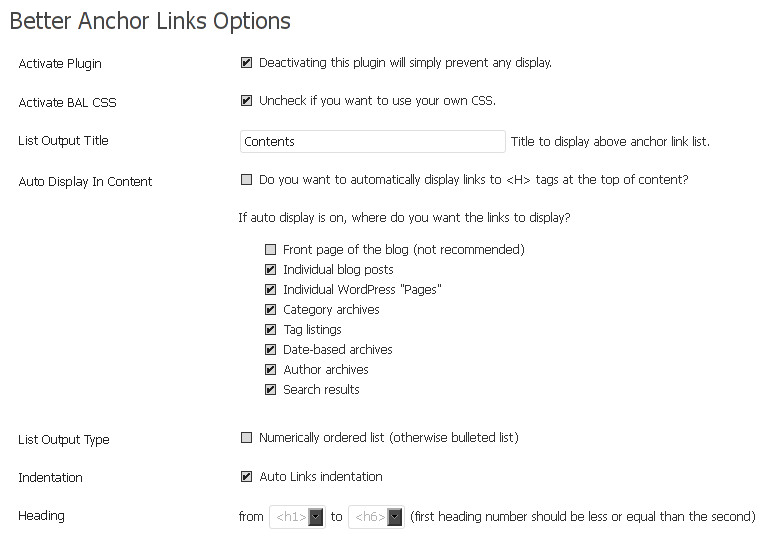 Better Anchor Links Options
Activate Plugin Deactivating this plugin will simply prevent any display.
Activate BAL CSS Uncheck if you want to use your own CSS.
List Output Title Contents Title to display above anchor link list.
Auto Display In Content Do you want to automatically display links to <H> tags at the top of content?
If auto display is on, where do you want the links to display?
Front page of the blog (not recommended)
Individual blog posts
Individual WordPress "Pages"
Category archives
Tag listings
Date-based archives
Author archives
Search results
List Output Type Numerically ordered list (otherwise bulleted list)
Indentation Auto Links indentation
Heading from <h1> to <h6> (first heading number should be less or equal than the second)